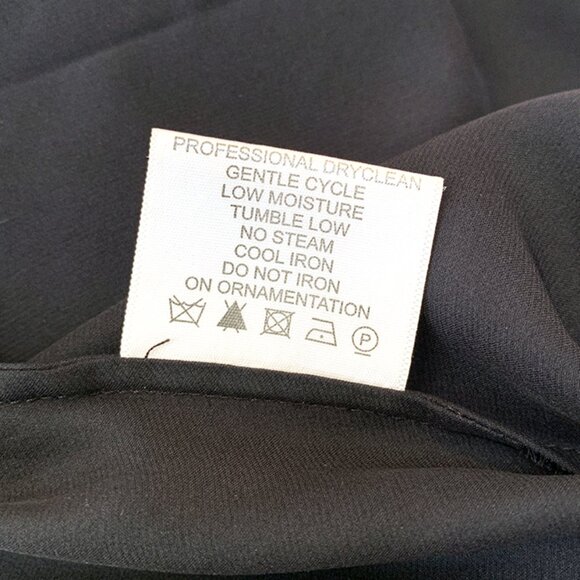 PROFESSIONAL DRYCLEAN
GENTLE CYCLE
LOW MOISTURE
TUMBLE LOW
NO STEAM
COOL IRON
DO NOT IRON
ON ORNAMENTATION
P